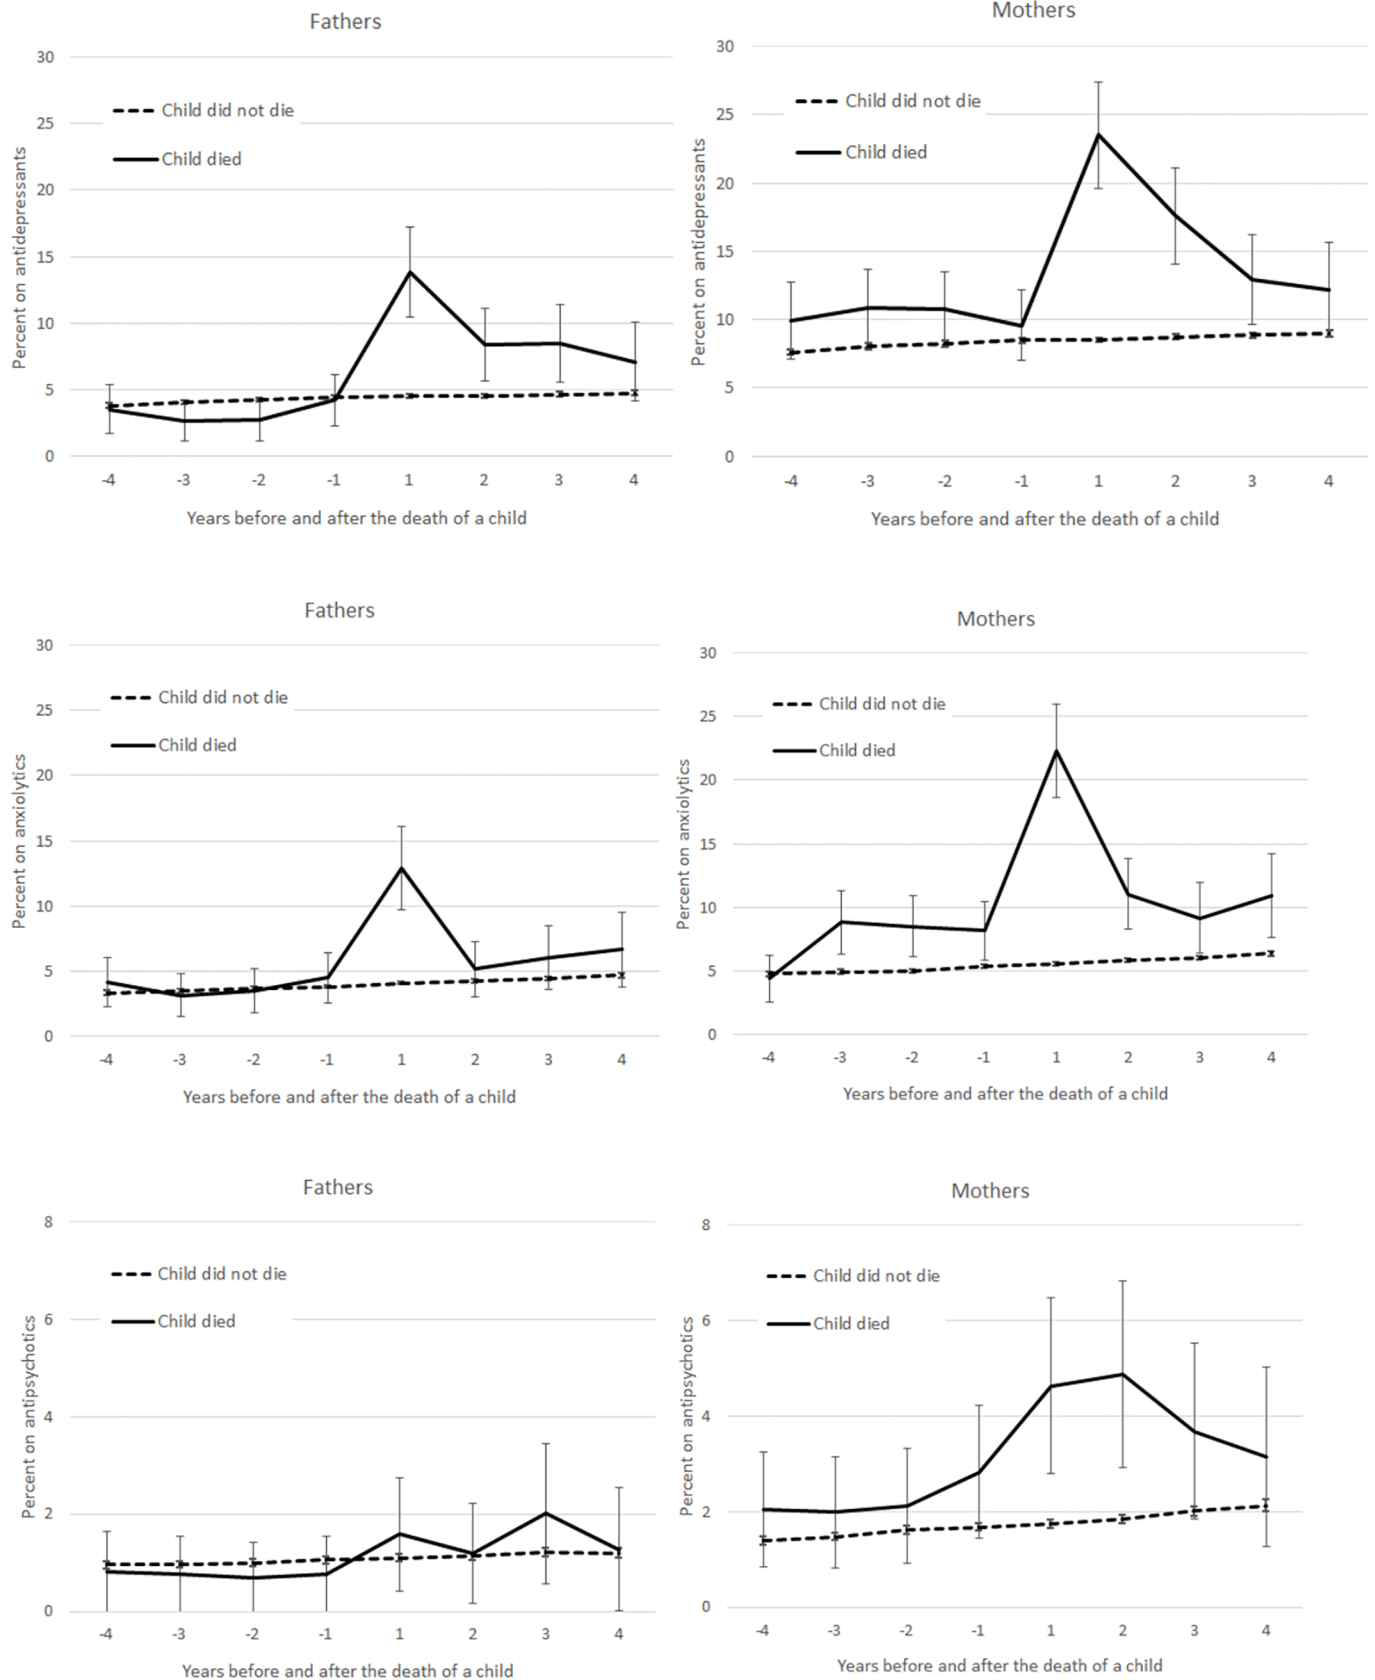 Fathers
30
25
20
15
10
5
0
Child did not die
Child died
Percent on antidepressants
-4 -3 -2 -1 1 2 3 4
Years before and after the death of a child
Mothers
30
25
20
15
10
5
0
Child did not die
Child died
Percent on antidepressants
-4 -3 -2 -1 1 2 3 4
Years before and after the death of a child
Fathers
30
25
20
15
10
5
0
Child did not die
Child died
Percent on anxiolytics
-4 -3 -2 -1 1 2 3 4
Years before and after the death of a child
Mothers
30
25
20
15
10
5
0
Child did not die
Child died
Percent on anxiolytics
-4 -3 -2 -1 1 2 3 4
Years before and after the death of a child
Fathers
8
6
4
2
0
Child did not die
Child died
Percent on antipsychotics
-4 -3 -2 -1 1 2 3 4
Years before and after the death of a child
Mothers
8
6
4
2
0
Child did not die
Child died
Percent on antipsychotics
-4 -3 -2 -1 1 2 3 4
Years before and after the death of a child